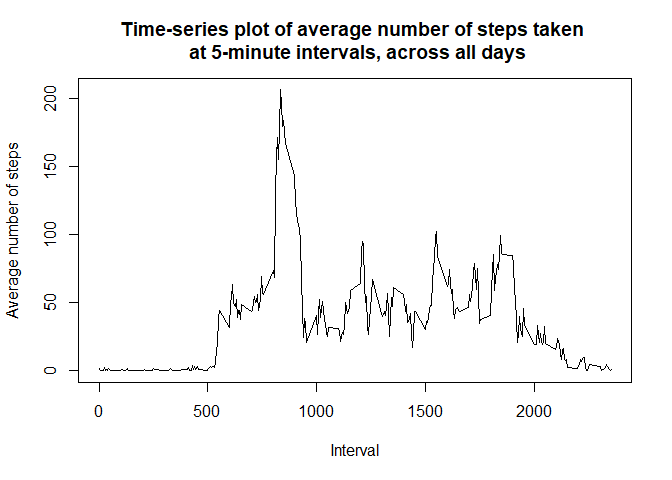 Time-series plot of average number of steps taken
at 5-minute intervals, across all days
Average number of steps
200
150
100
50
0
0 500 1000 1500 2000
Interval